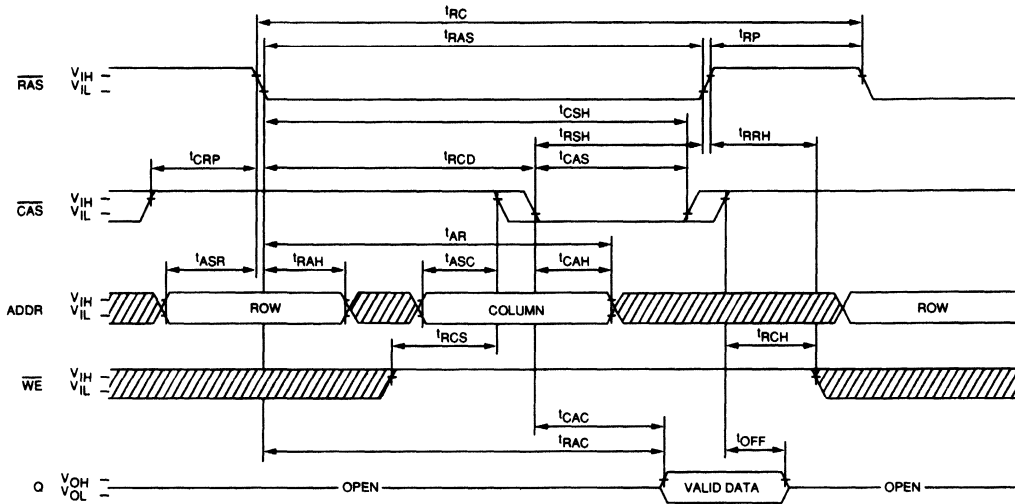 tRC
tRAS
tRP
RAS
VIH
VIL
tCSH
tRSH
tRRH
tCRP
tRCD
tCAS
CAS
VIH
VIL
tAR
tASR
tRAH
tASC
tCAH
ADDR
VIH
VIL
ROW
COLUMN
ROW
tRCS
tRCH
WE
VIH
VIL
tCAC
tRAC
tOFF
Q
VOH
VOL
OPEN
VALID DATA
OPEN